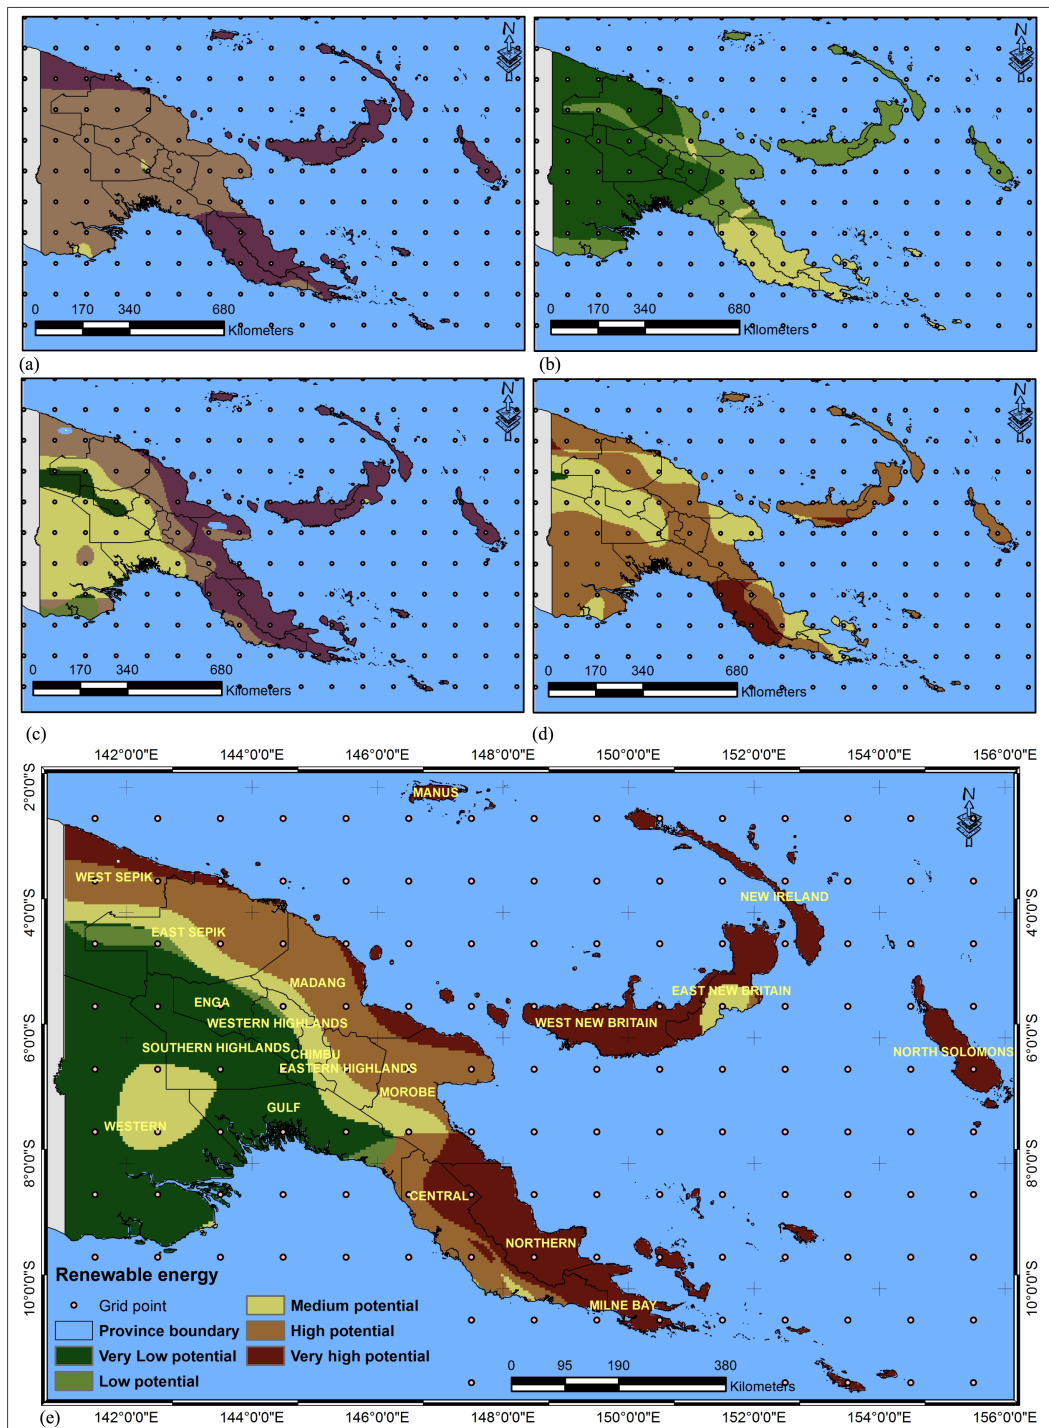 N
0 170 340 680
Kilometers
(a)
N
0 170 340 680
Kilometers
(b)
N
0 170 340 680
Kilometers
(c)
N
0 170 340 680
Kilometers
(d)
142°0'0"E 144°0'0"E 146°0'0"E 148°0'0"E 150°0'0"E 152°0'0"E 154°0'0"E 156°0'0"E
2°0'0"S 2°0'0"S
4°0'0"S 4°0'0"S
6°0'0"S 6°0'0"S
8°0'0"S 8°0'0"S
10°0'0"S 10°0'0"S
N
MANUS
WEST SEPIK
NEW IRELAND
EAST SEPIK
MADANG
EAST NEW BRITAIN
ENGA
WESTERN HIGHLANDS
WEST NEW BRITAIN
SOUTHERN HIGHLANDS
CHIMBU
NORTH SOLOMONS
EASTERN HIGHLANDS
MOROBE
GULF
WESTERN
CENTRAL
NORTHERN
MILNE BAY
Renewable energy
Grid point
Province boundary
Very Low potential
Low potential
Medium potential
High potential
Very high potential
0 95 190 380
Kilometers
142°0'0"E 144°0'0"E 146°0'0"E 148°0'0"E 150°0'0"E 152°0'0"E 154°0'0"E 156°0'0"E
(e)